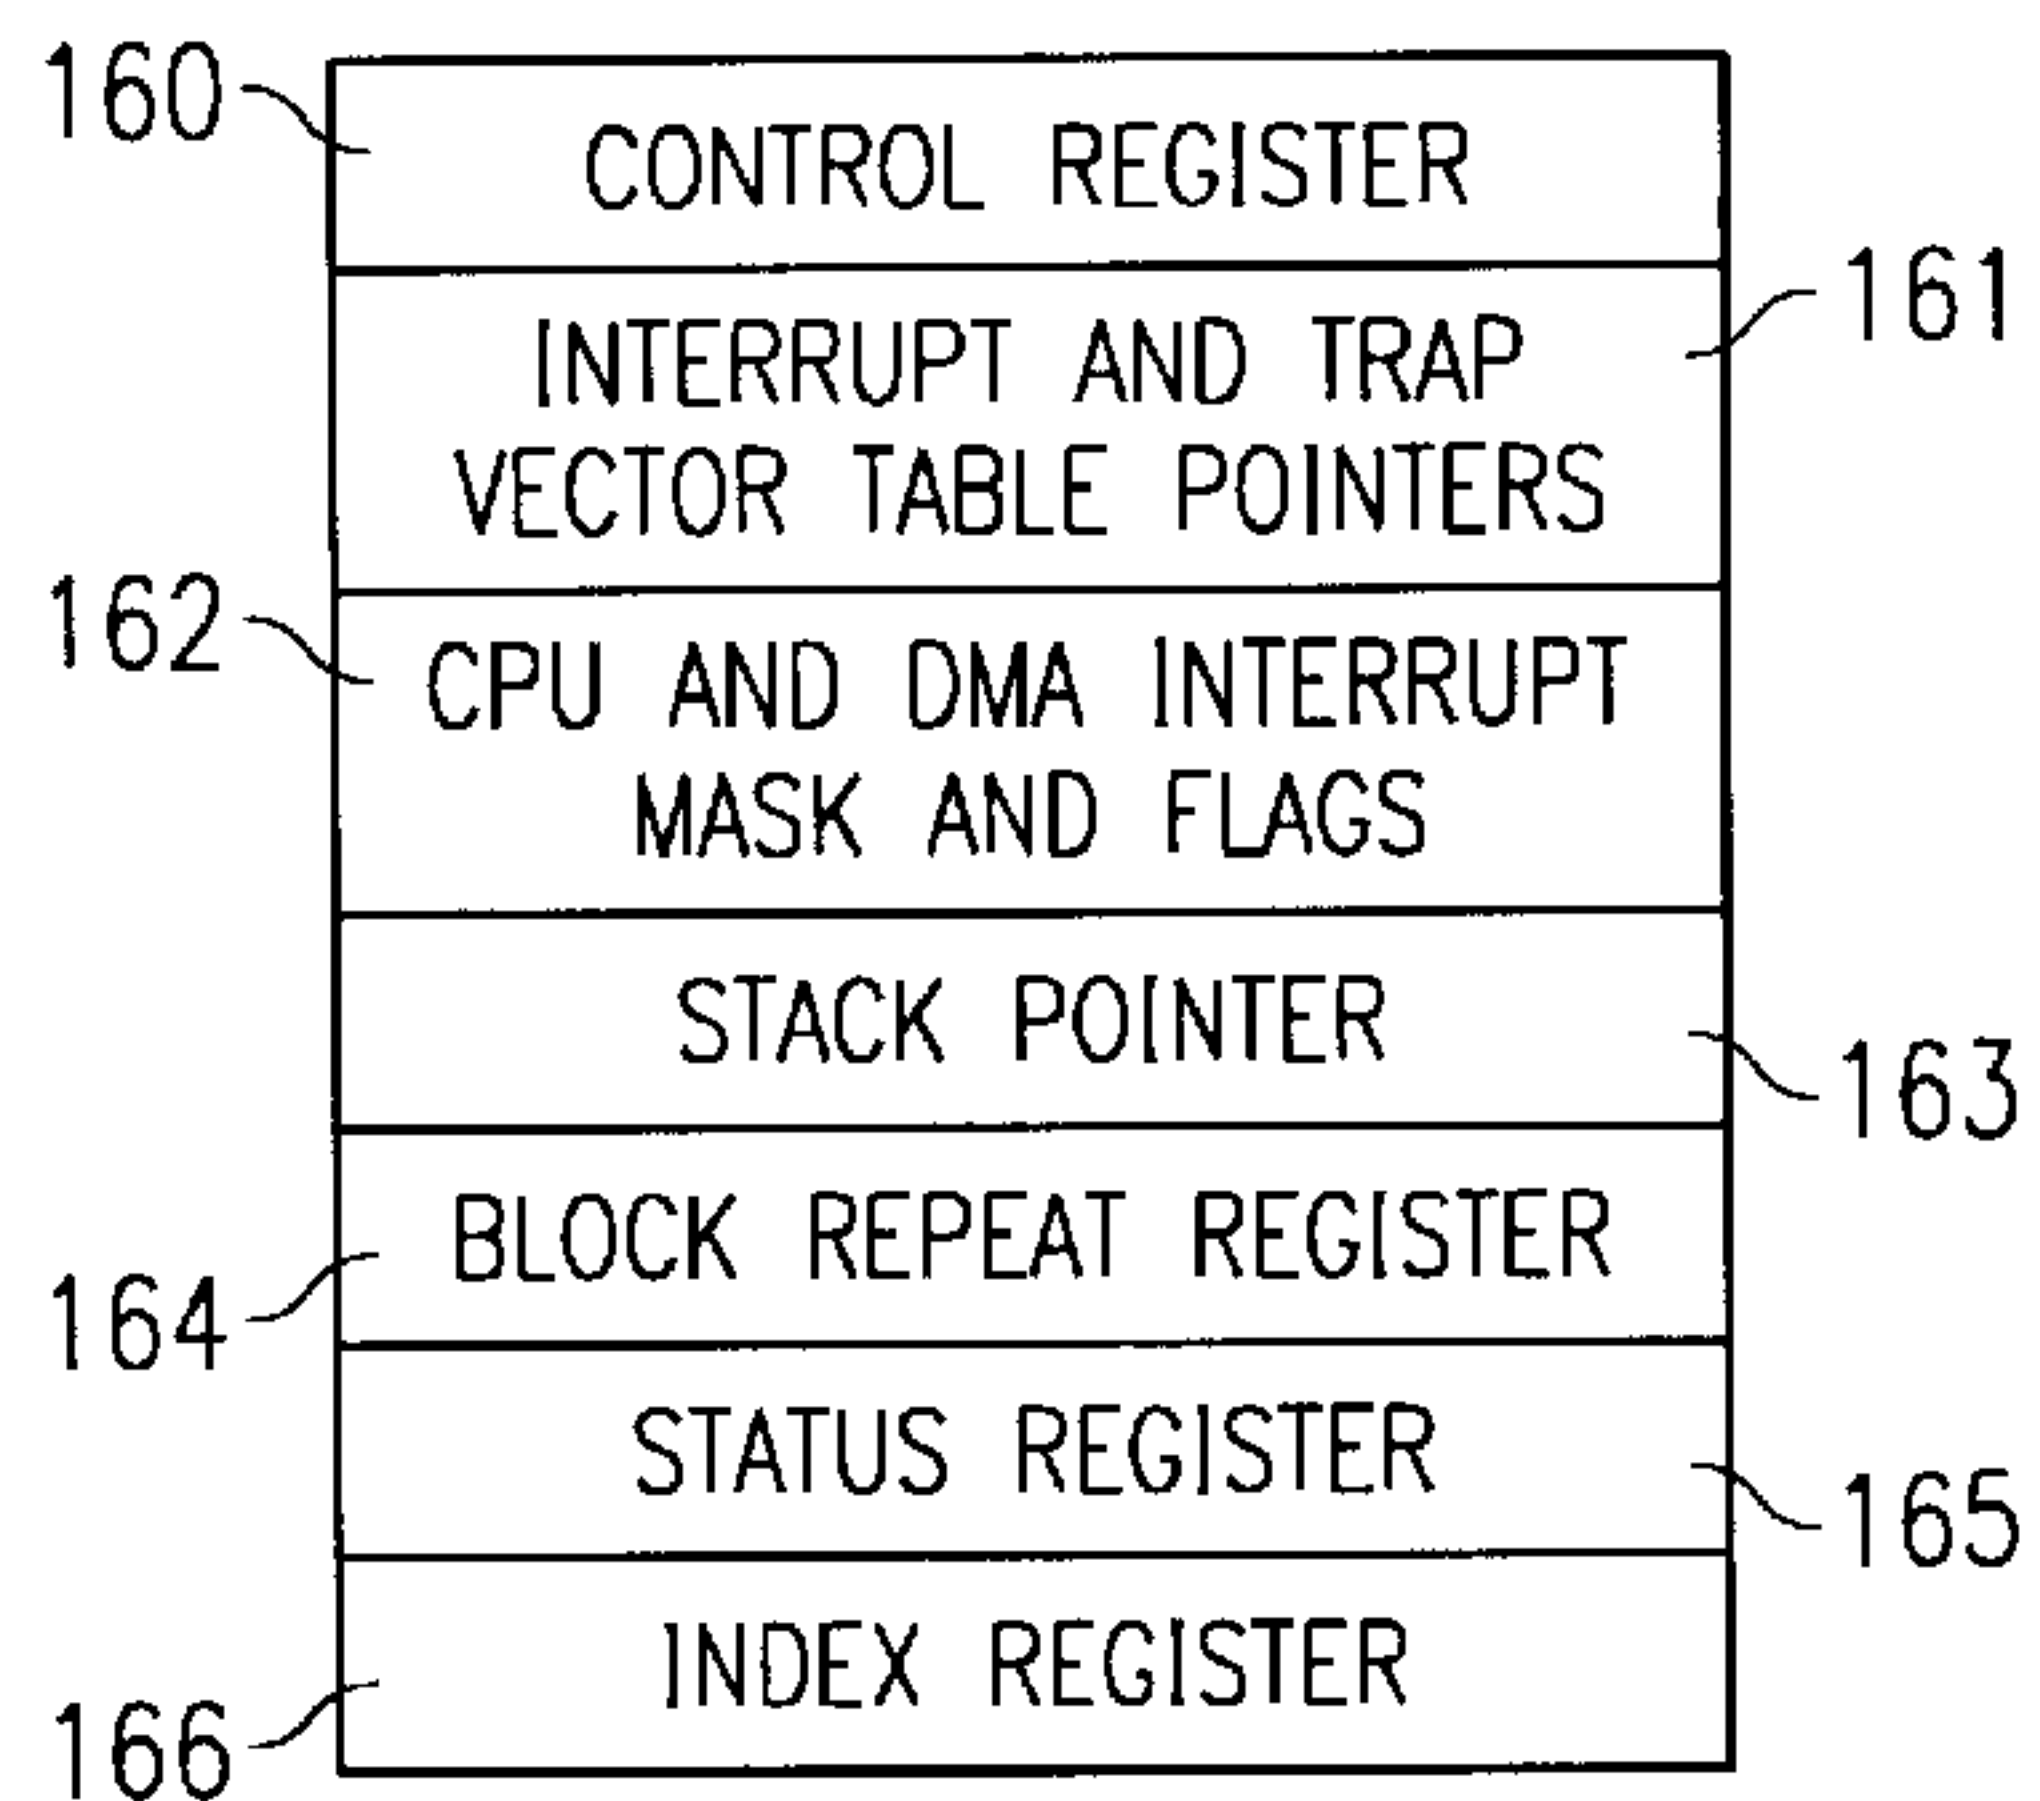 160
CONTROL REGISTER
161
INTERRUPT AND TRAP
VECTOR TABLE POINTERS
162
CPU AND DMA INTERRUPT
MASK AND FLAGS
STACK POINTER
163
BLOCK REPEAT REGISTER
164
STATUS REGISTER
165
INDEX REGISTER
166